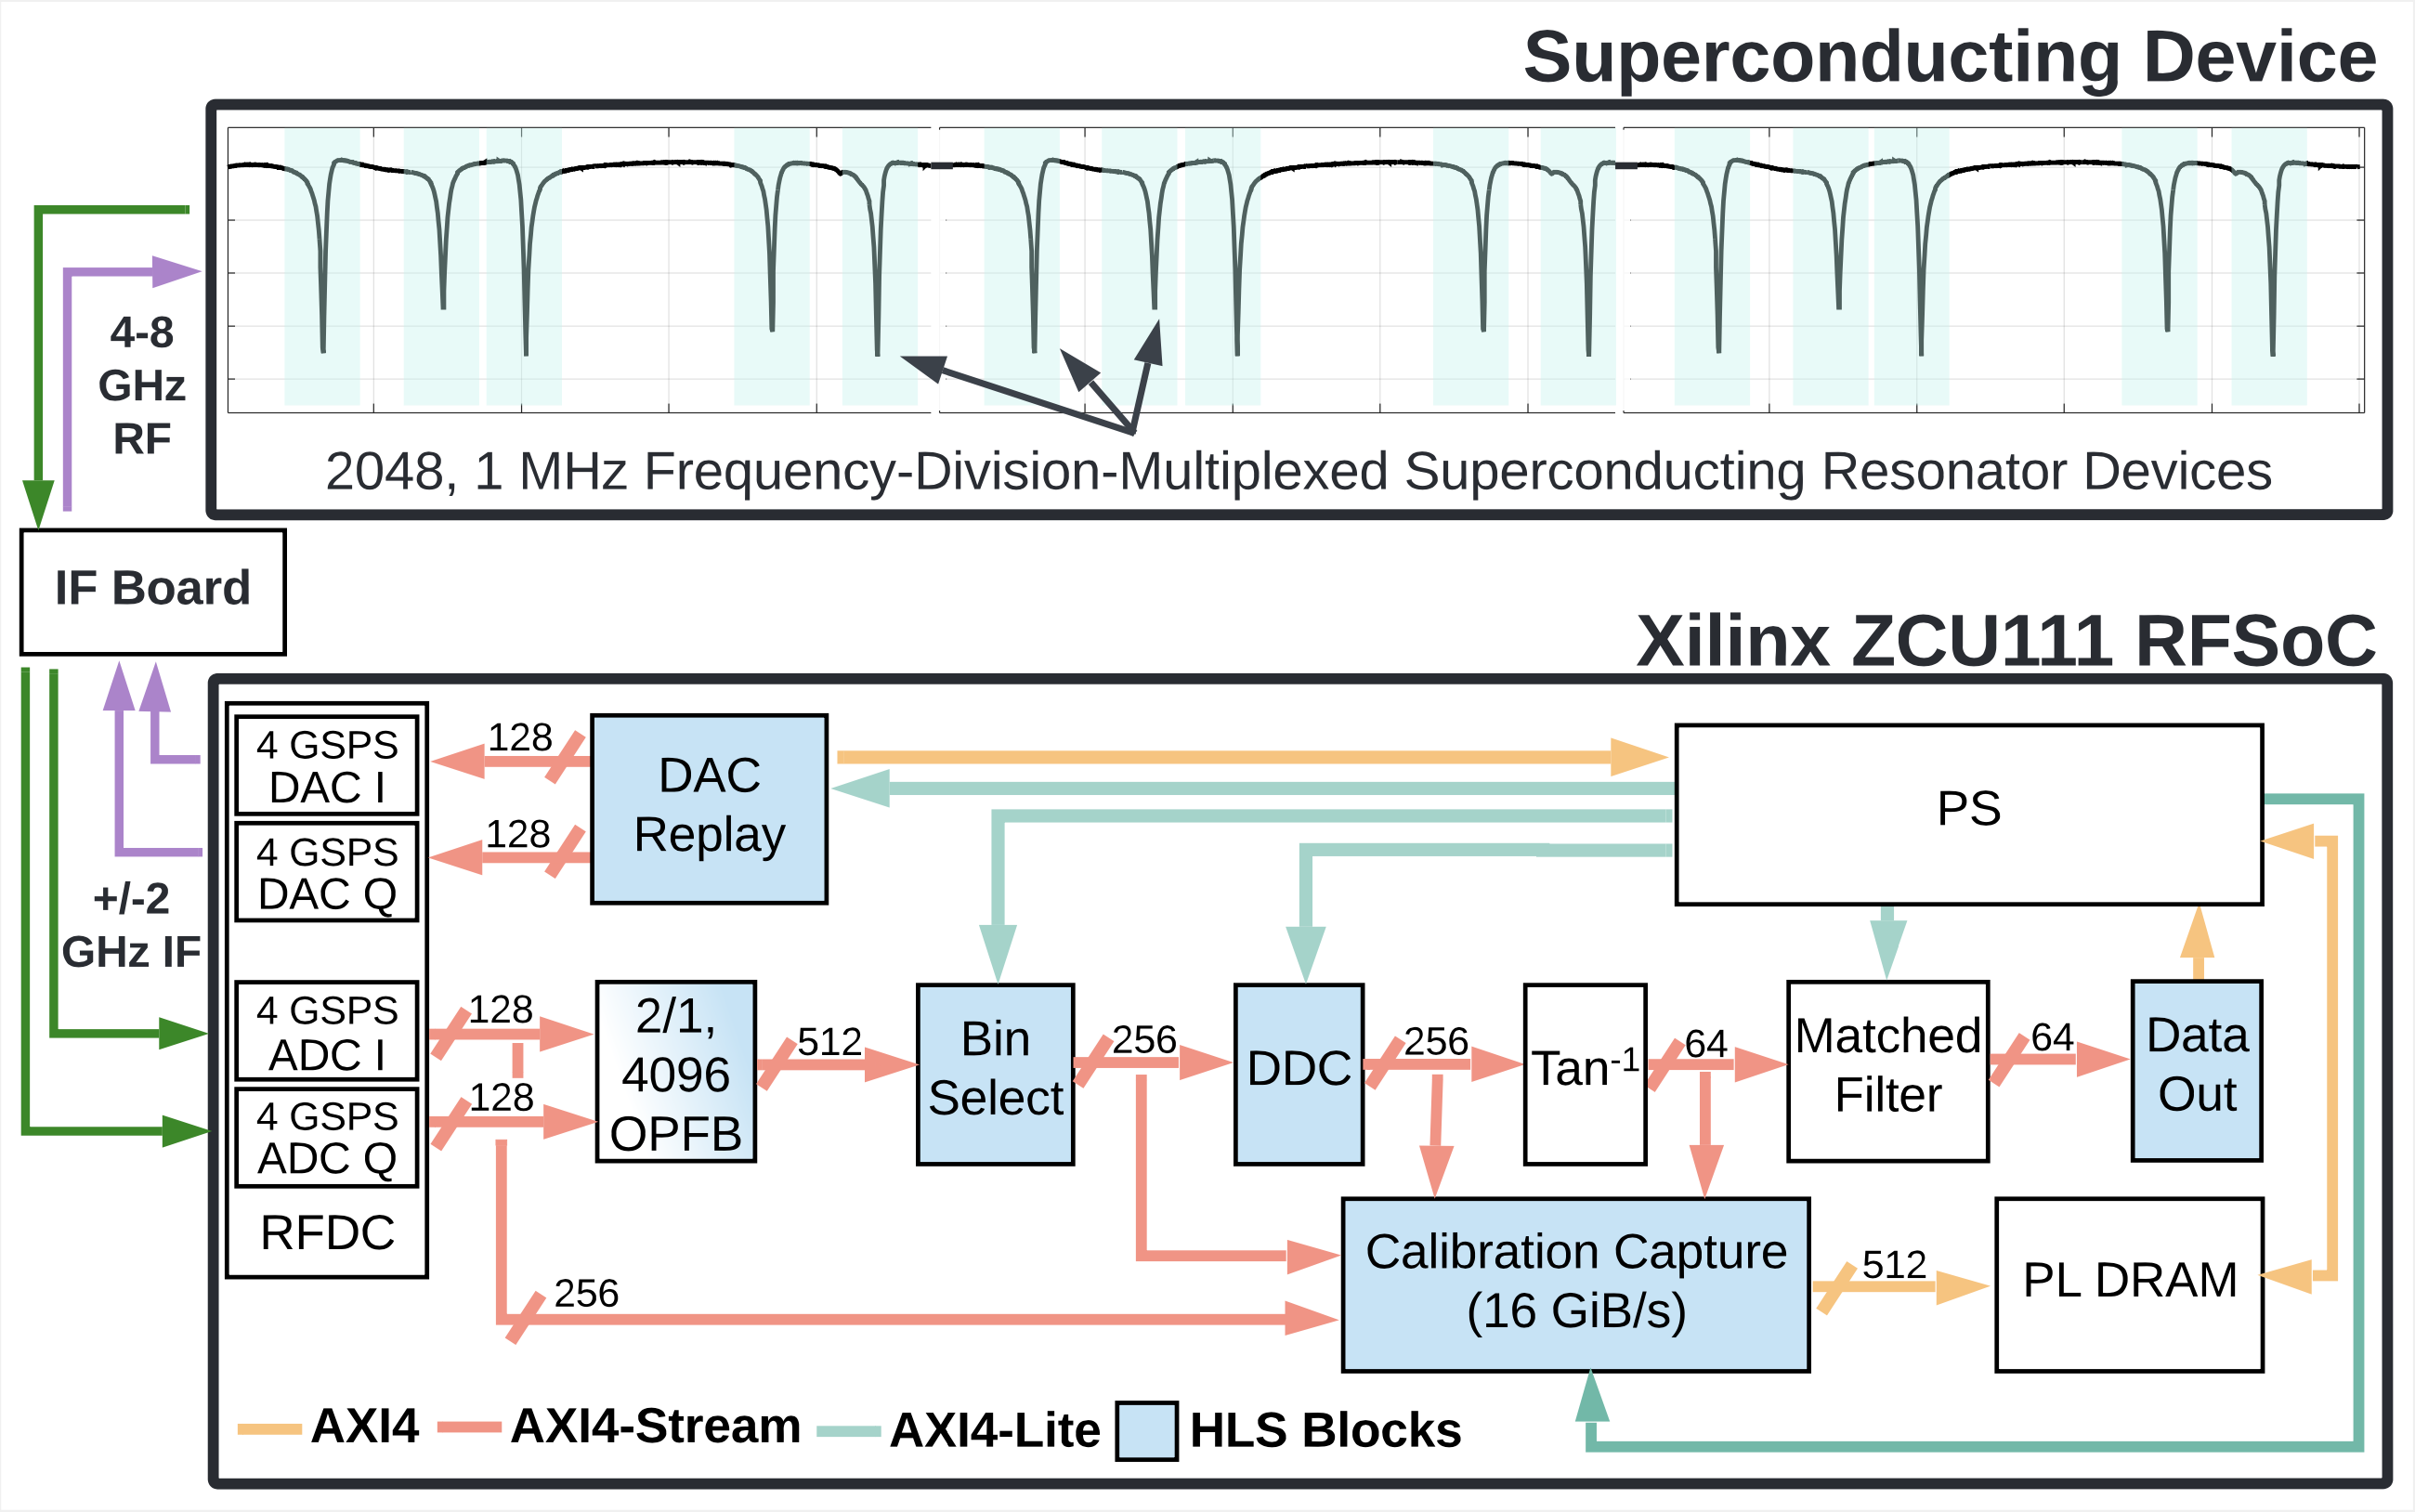 Superconducting Device
4-8
GHz
RF
2048, 1 MHz Frequency-Division-Multiplexed Superconducting Resonator Devices
IF Board
Xilinx ZCU111 RFSoC
4 GSPS
DAC I
128
DAC
Replay
PS
4 GSPS
DAC Q
128
+/-2
GHz IF
4 GSPS
ADC I
128
4 GSPS
ADC Q
128
RFDC
2/1,
4096
OPFB
512
Bin
Select
256
DDC
256
Tan-1
64
Matched
Filter
64
Data
Out
256
Calibration Capture
(16 GiB/s)
512
PL DRAM
AXI4
AXI4-Stream
AXI4-Lite
HLS Blocks